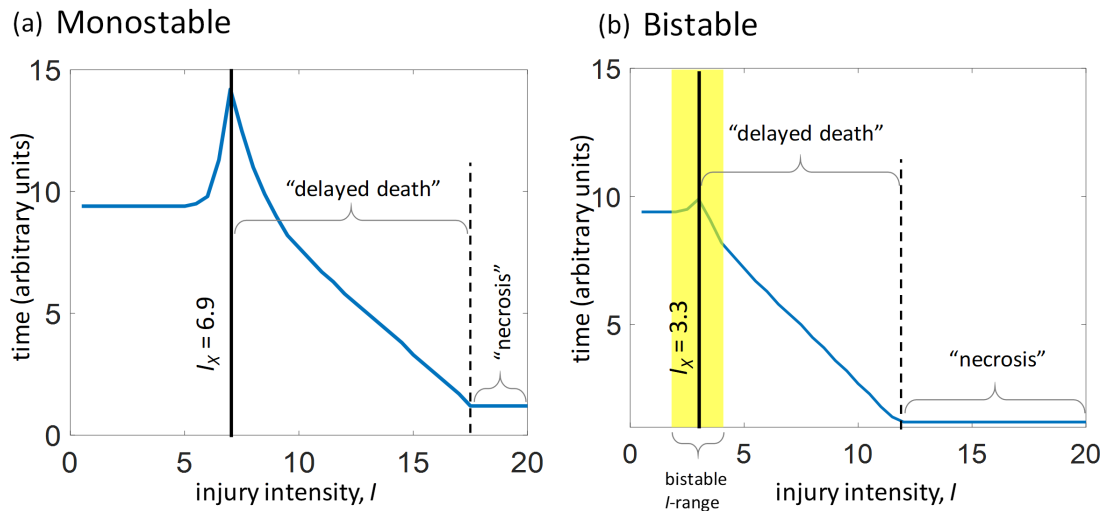 (a) Monostable
15
10
5
0
time (arbitrary units)
I_X = 6.9
“delayed death”
“necrosis”
0 5 10 15 20
injury intensity, I
(b) Bistable
15
10
5
time (arbitrary units)
I_X = 3.3
“delayed death”
“necrosis”
0 5 10 15 20
bistable
I-range
injury intensity, I